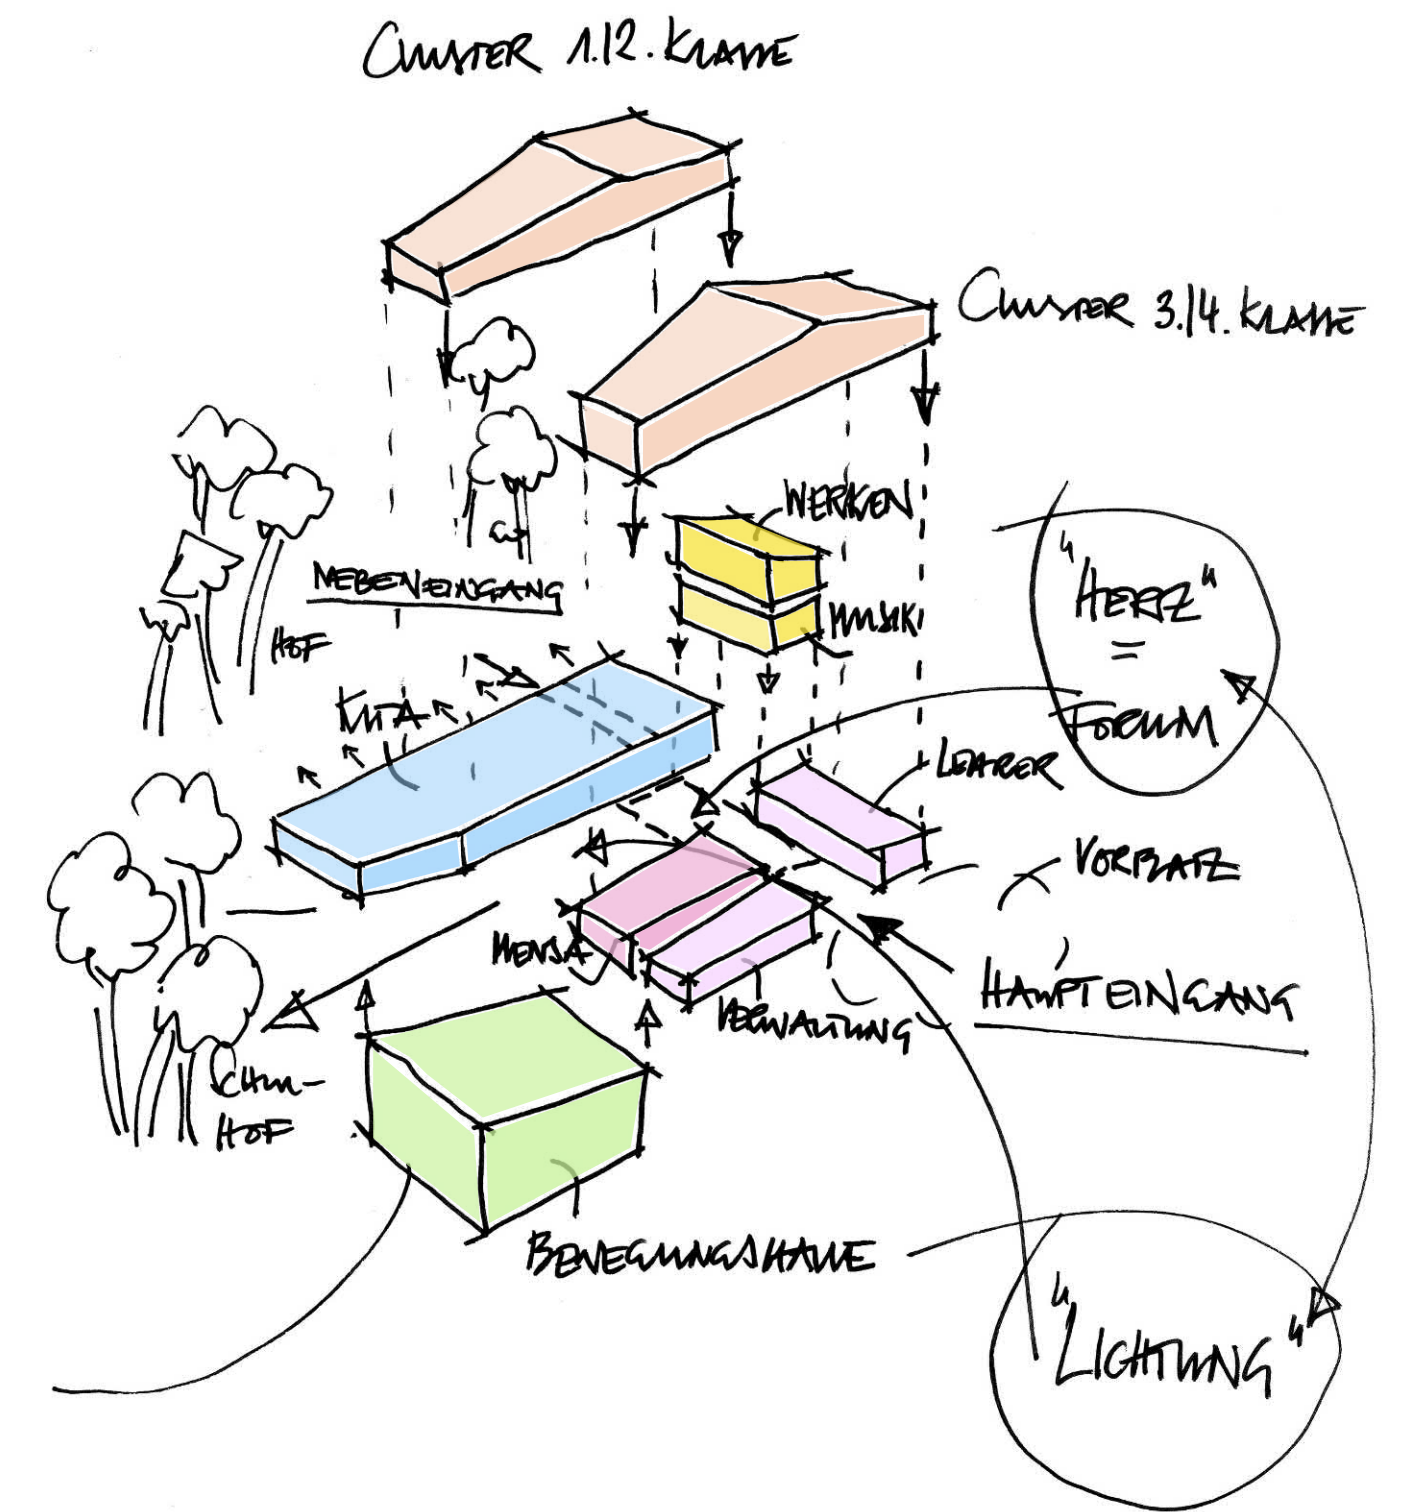 CLUSTER 1./2. KLASSE
CLUSTER 3./4. KLASSE
WERKEN
"HERZ"
=
FORUM
NEBENEINGANG
MUSIK
HOF
KITA
LEHRER
VORPLATZ
MENSA
HAUPTEINGANG
VERWALTUNG
SCHUL-
HOF
BEWEGUNGSHALLE
"LICHTUNG"